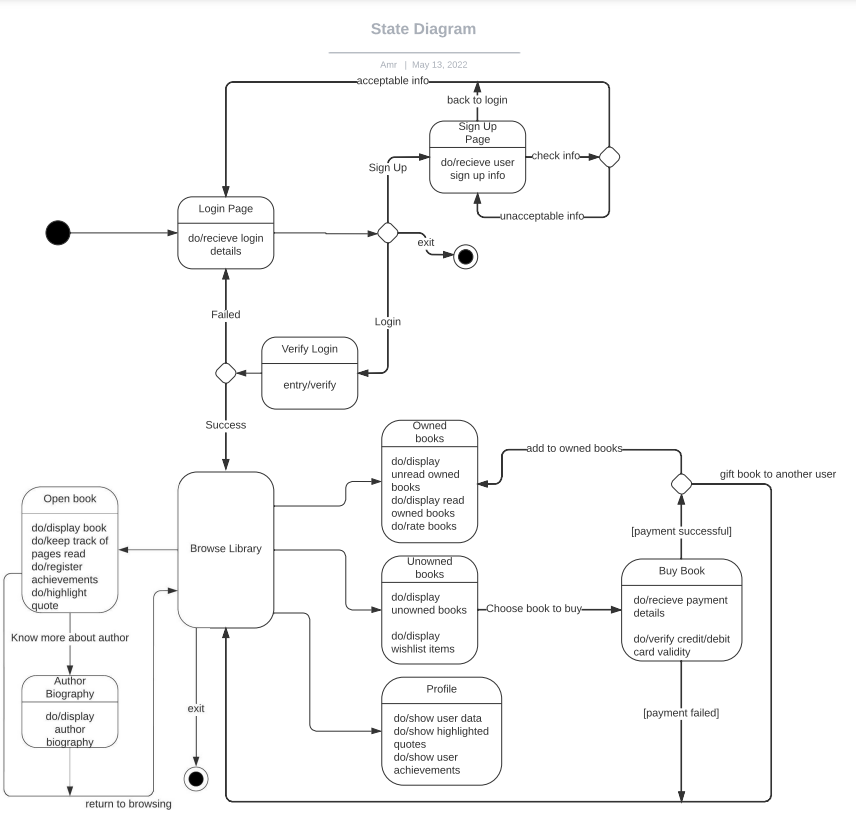 State Diagram
Amr | May 13, 2022
acceptable info
back to login
Sign Up
Page
do/recieve user
sign up info
check info
Sign Up
unacceptable info
Login Page
do/recieve login
details
exit
Failed
Login
Verify Login
entry/verify
Success
Owned
books
do/display
unread owned
books
do/display read
owned books
do/rate books
add to owned books
gift book to another user
[payment successful]
Open book
do/display book
do/keep track of
pages read
do/register
achievements
do/highlight
quote
Browse Library
Unowned
books
do/display
unowned books
do/display
wishlist items
Choose book to buy
Buy Book
do/recieve payment
details
do/verify credit/debit
card validity
Know more about author
Author
Biography
do/display
author
biography
exit
Profile
do/show user data
do/show highlighted
quotes
do/show user
achievements
[payment failed]
return to browsing